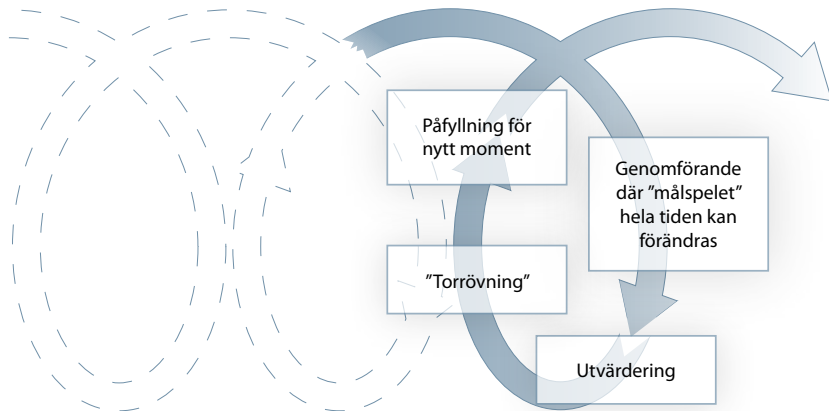 Påfyllning för
nytt moment
Genomförande
där ”målspelet”
hela tiden kan
förändras
”Torrövning”
Utvärdering